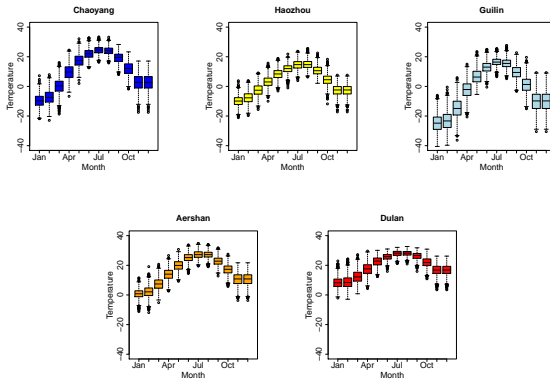 Chaoyang
Temperature
40
20
0
−20
−40
Jan
Apr
Jul
Oct
Month
Haozhou
Temperature
40
20
0
−20
−40
Jan
Apr
Jul
Oct
Month
Guilin
Temperature
40
20
0
−20
−40
Jan
Apr
Jul
Oct
Month
Aershan
Temperature
40
20
0
−20
−40
Jan
Apr
Jul
Oct
Month
Dulan
Temperature
40
20
0
−20
−40
Jan
Apr
Jul
Oct
Month